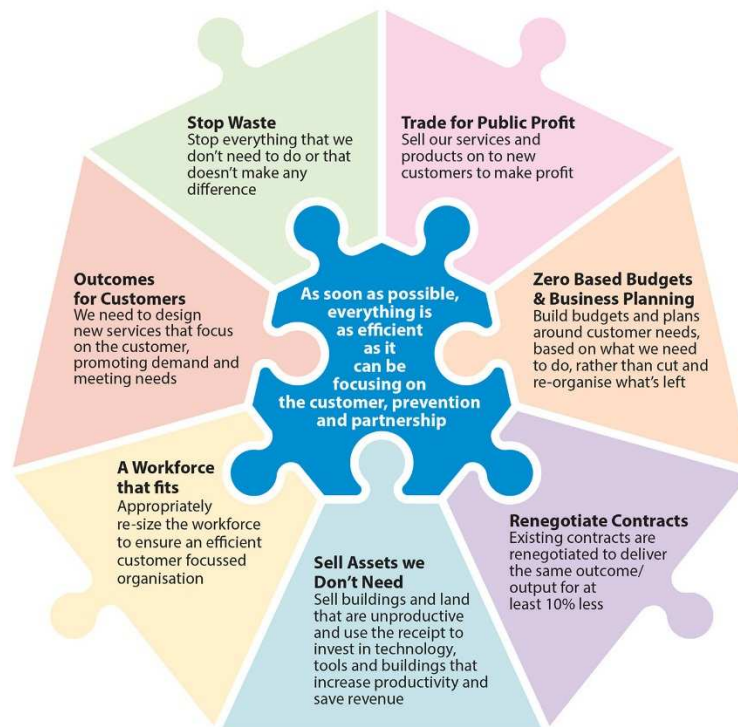 Stop Waste
Stop everything that we
don't need to do or that
doesn't make any
difference
Trade for Public Profit
Sell our services and
products on to new
customers to make profit
Outcomes
for Customers
We need to design
new services that focus
on the customer,
promoting demand and
meeting needs
As soon as possible,
everything is
as efficient
as it
can be
focusing on
the customer, prevention
and partnership
Zero Based Budgets
& Business Planning
Build budgets and plans
around customer needs,
based on what we need
to do, rather than cut and
re-organise what's left
A Workforce
that fits
Appropriately
re-size the workforce
to ensure an efficient
customer focussed
organisation
Sell Assets we
Don't Need
Sell buildings and land
that are unproductive
and use the receipt to
invest in technology,
tools and buildings that
increase productivity and
save revenue
Renegotiate Contracts
Existing contracts are
renegotiated to deliver
the same outcome/
output for at
least 10% less